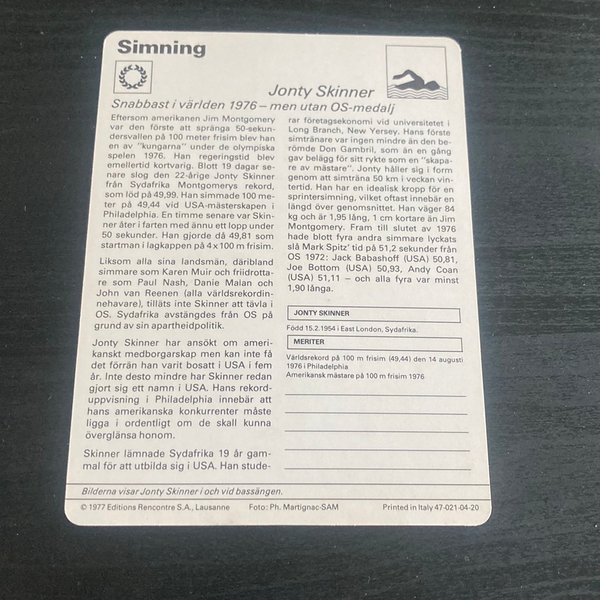 Simning
Jonty Skinner
Snabbast i världen 1976 – men utan OS-medalj
Eftersom amerikanen Jim Montgomery
var den förste att spränga 50-sekun-
dersvallen på 100 meter frisim blev han
en av "kungarna" under de olympiska
spelen 1976. Han regeringstid blev
emellertid kortvarig. Blott 19 dagar se-
nare slog den 22-årige Jonty Skinner
från Sydafrika Montgomerys rekord,
som löd på 49,99. Han simmade 100 me-
ter på 49,44 vid USA-mästerskapen i
Philadelphia. En timme senare var Skin-
ner åter i farten med ännu ett lopp under
50 sekunder. Han gjorde då 49,81 som
startman i lagkappen på 4 x 100 m frisim.
Liksom alla sina landsmän, däribland
simmare som Karen Muir och friidrotta-
re som Paul Nash, Danie Malan och
John van Reenen (alla världsrekordin-
nehavare), tilläts inte Skinner att tävla i
OS. Sydafrika avstängdes från OS på
grund av sin apartheidpolitik.
Jonty Skinner har ansökt om ameri-
kanskt medborgarskap men kan inte få
det förrän han varit bosatt i USA i fem
år. Inte desto mindre har Skinner redan
gjort sig ett namn i USA. Hans rekord-
uppvisning i Philadelphia innebär att
hans amerikanska konkurrenter måste
ligga i ordentligt om de skall kunna
överglänsa honom.
Skinner lämnade Sydafrika 19 år gam-
mal för att utbilda sig i USA. Han stude-
rar företagsekonomi vid universitetet i
Long Branch, New Yersey. Hans förste
simtränare var ingen mindre än den be-
römde Don Gambril, som än en gång
gav belägg för sitt rykte som en "skapa-
re av mästare". Jonty håller sig i form
genom att simträna 50 km i veckan vin-
tertid. Han har en idealisk kropp för en
sprintersimning, vilket oftast innebär en
längd över genomsnittet. Han väger 84
kg och är 1,95 lång, 1 cm kortare än Jim
Montgomery. Fram till slutet av 1976
hade blott fyra andra simmare lyckats
slå Mark Spitz' tid på 51,2 sekunder från
OS 1972: Jack Babashoff (USA) 50,81,
Joe Bottom (USA) 50,93, Andy Coan
(USA) 51,11 – och alla fyra var minst
1,90 långa.
JONTY SKINNER
Född 15.2.1954 i East London, Sydafrika.
MERITER
Världsrekord på 100 m frisim (49,44) den 14 augusti
1976 i Philadelphia
Amerikansk mästare på 100 m frisim 1976
Bilderna visar Jonty Skinner i och vid bassängen.
© 1977 Editions Rencontre S.A., Lausanne Foto: Ph. Martignac-SAM Printed in Italy 47-021-04-20